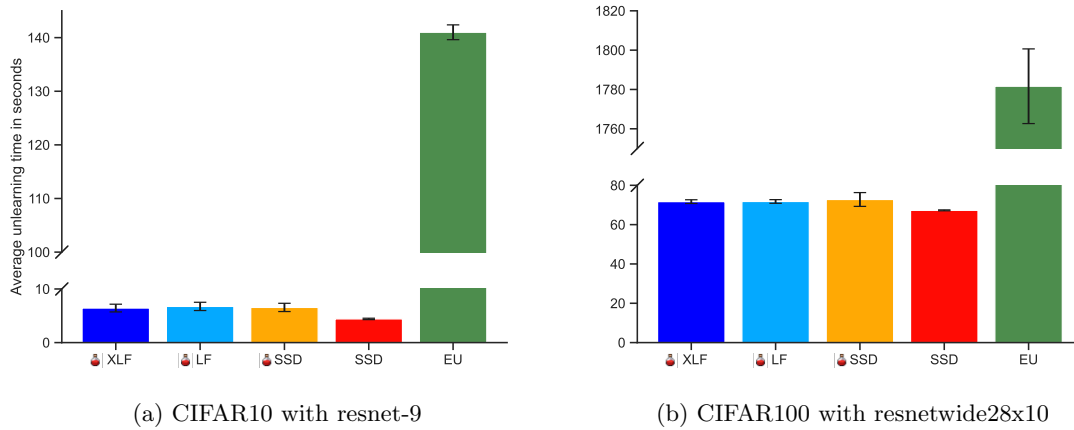 Average unlearning time in seconds
140
130
120
110
100
10
0
XLF
LF
SSD
SSD
EU
(a) CIFAR10 with resnet-9
1820
1800
1780
1760
80
60
40
20
0
XLF
LF
SSD
SSD
EU
(b) CIFAR100 with resnetwide28x10